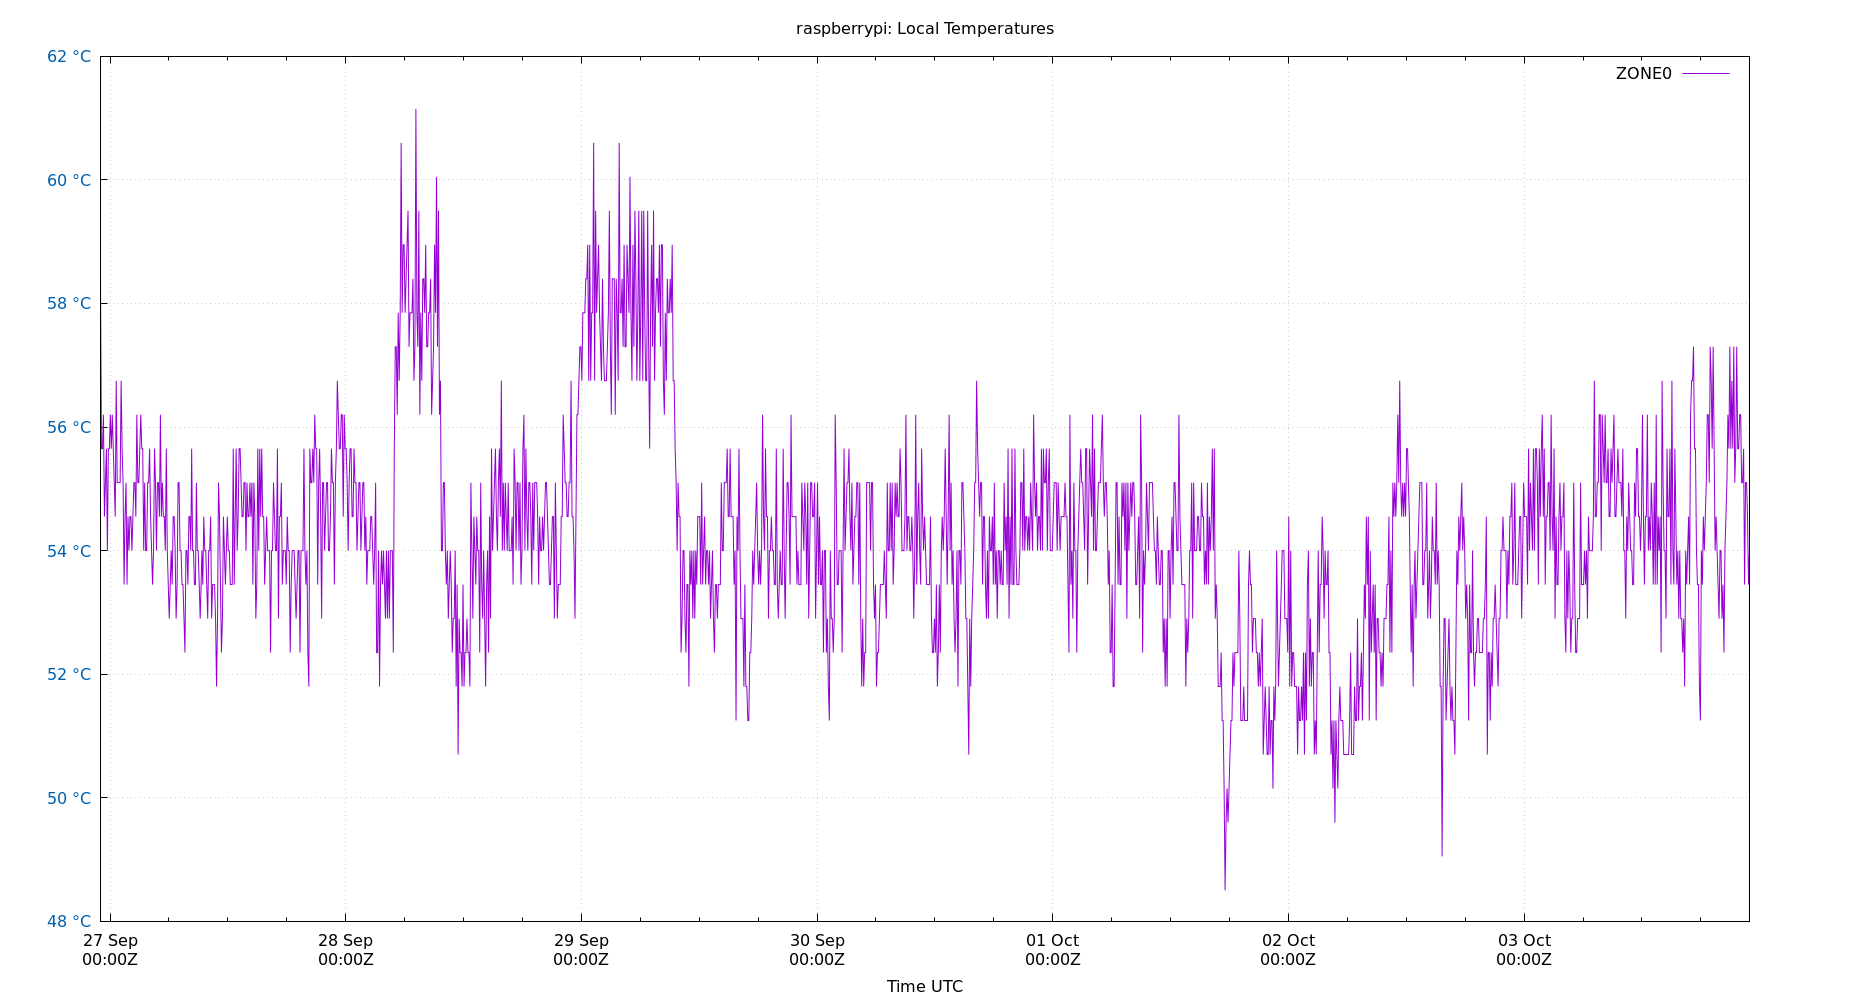 raspberrypi: Local Temperatures
ZONE0
62 °C
60 °C
58 °C
56 °C
54 °C
52 °C
50 °C
48 °C
27 Sep 28 Sep 29 Sep 30 Sep 01 Oct 02 Oct 03 Oct
00:00Z 00:00Z 00:00Z 00:00Z 00:00Z 00:00Z 00:00Z
Time UTC